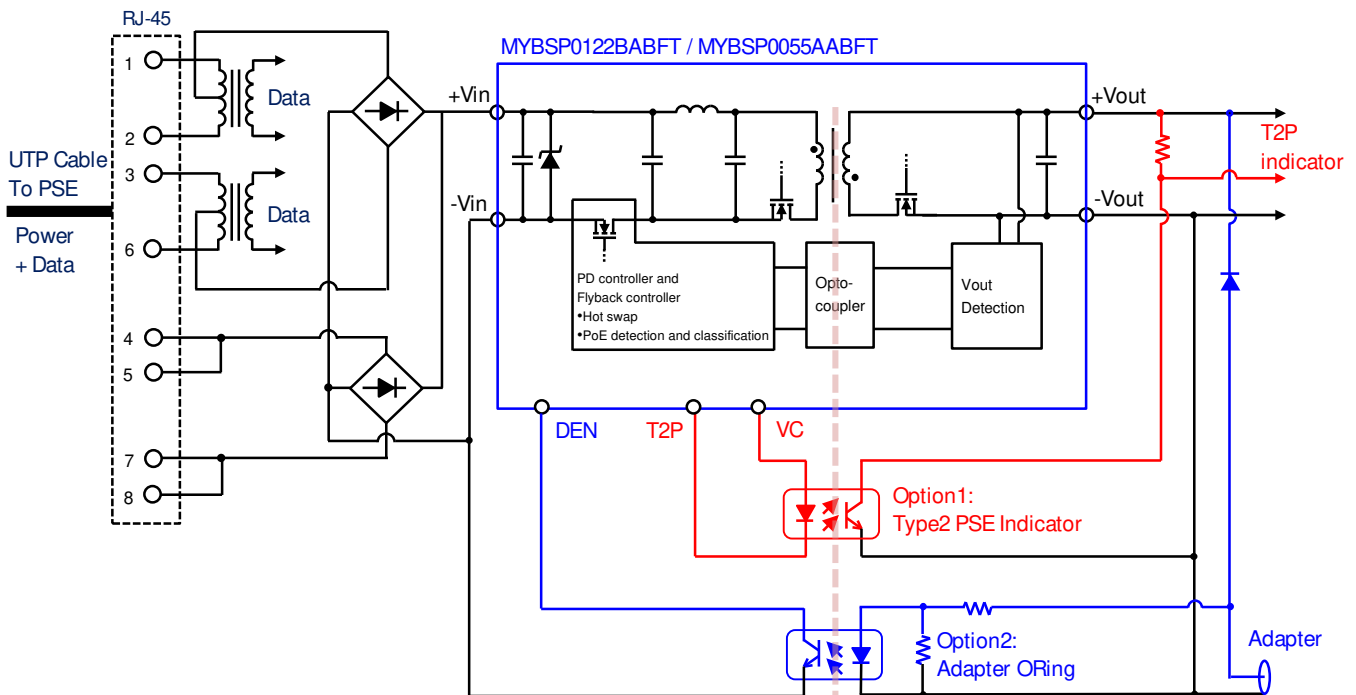 RJ-45
1
2
3
6
4
5
7
8
Data
Data
UTP Cable
To PSE
Power
+ Data
MYBSP0122BABFT / MYBSP0055AABFT
+Vin
-Vin
+Vout
-Vout
T2P
indicator
PD controller and
Flyback controller
•Hot swap
•PoE detection and classification
Opto-
coupler
Vout
Detection
DEN
T2P
VC
Option1:
Type2 PSE Indicator
Option2:
Adapter ORing
Adapter